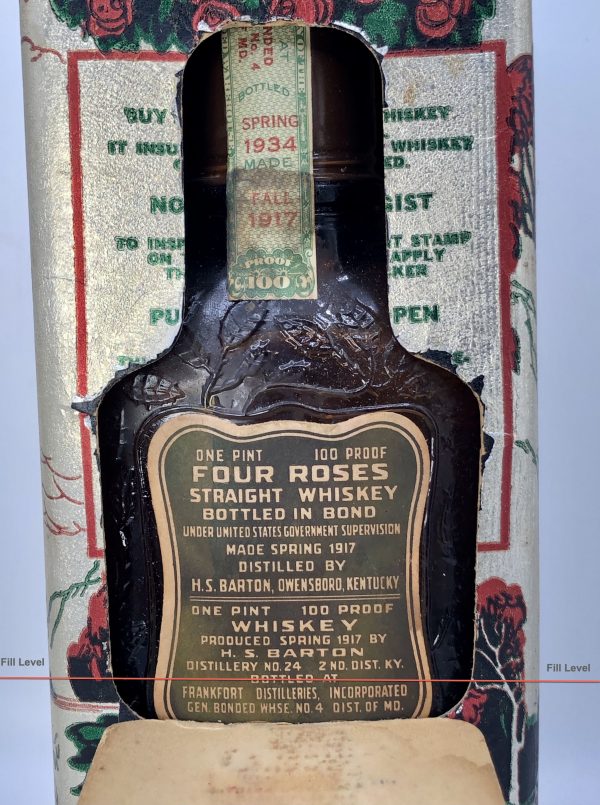 BOTTLED
SPRING
1934
MADE
FALL
1917
PROOF
100
BUY
WHISKEY
IT INSU
WHISKEY
ED.
NO
GIST
TO INSP
T STAMP
ON
APPLY
TH
KER
PU
PEN
ONE PINT 100 PROOF
FOUR ROSES
STRAIGHT WHISKEY
BOTTLED IN BOND
UNDER UNITED STATES GOVERNMENT SUPERVISION
MADE SPRING 1917
DISTILLED BY
H.S. BARTON, OWENSBORO, KENTUCKY
ONE PINT 100 PROOF
WHISKEY
PRODUCED SPRING 1917 BY
H. S. BARTON
DISTILLERY NO. 24 2ND. DIST. KY.
BOTTLED AT
FRANKFORT DISTILLERIES, INCORPORATED
GEN. BONDED WHSE. NO. 4 DIST. OF MD.
Fill Level
Fill Level